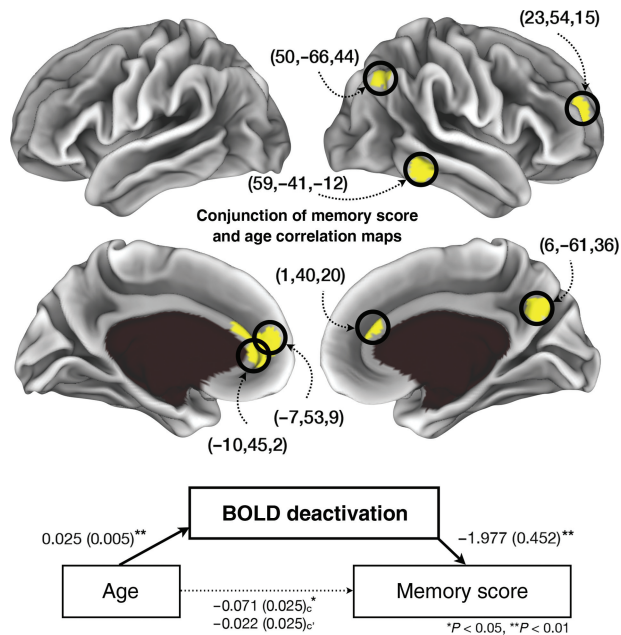 (23,54,15)
(50,−66,44)
(59,−41,−12)
Conjunction of memory score
and age correlation maps
(6,−61,36)
(1,40,20)
(−7,53,9)
(−10,45,2)
BOLD deactivation
0.025 (0.005)**
−1.977 (0.452)**
Age
Memory score
−0.071 (0.025)c*
−0.022 (0.025)c'
*P < 0.05, **P < 0.01